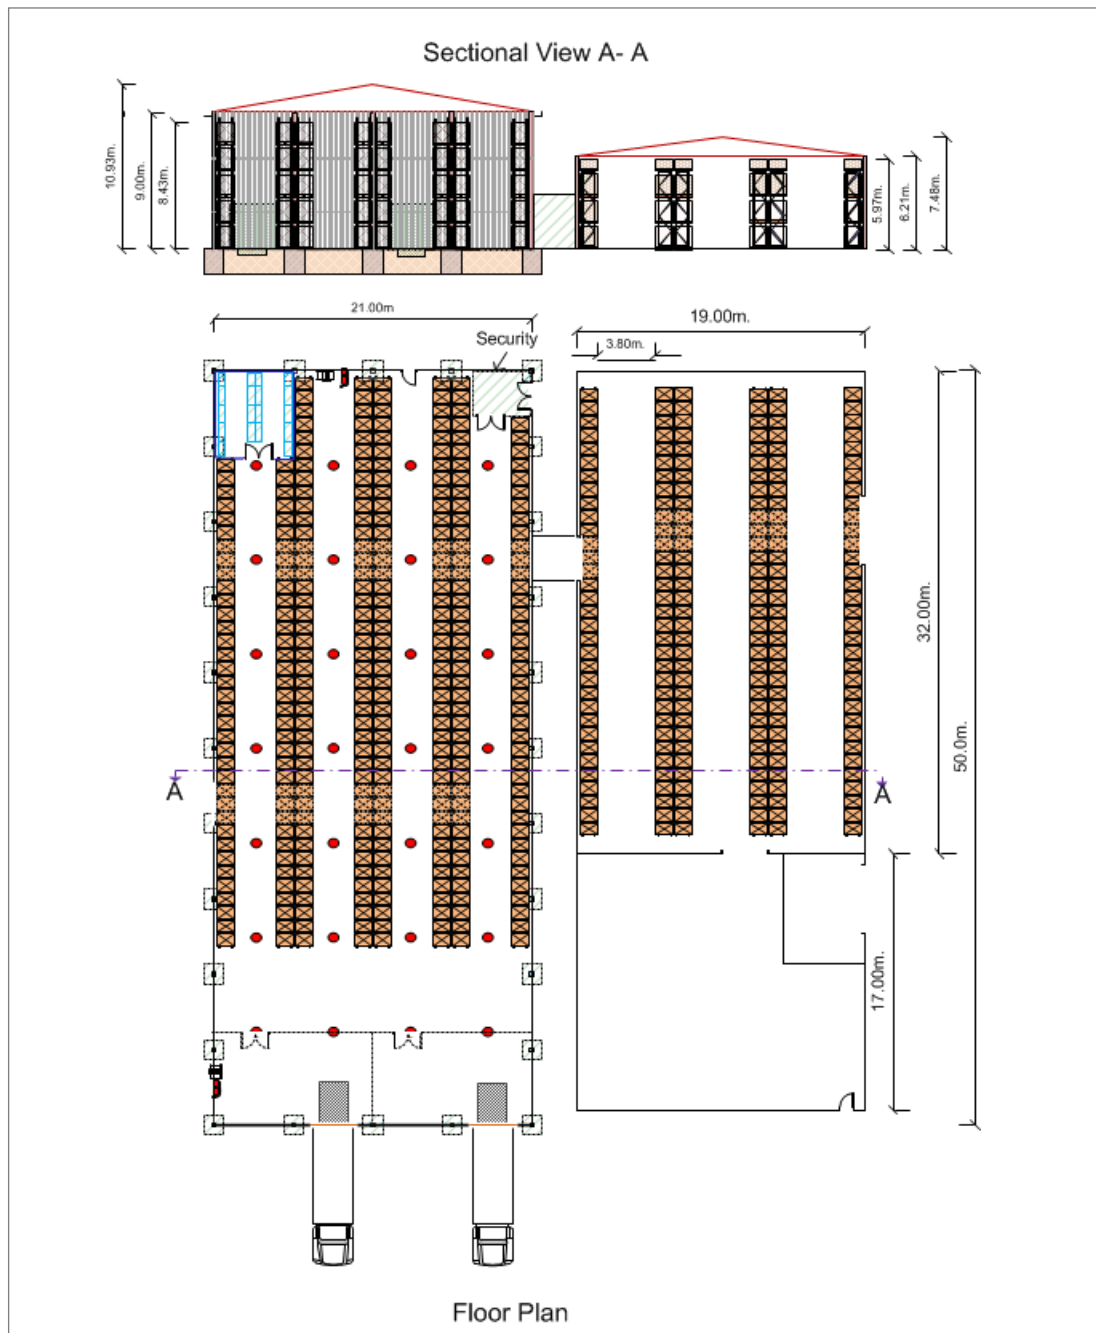 Sectional View A- A
10.93m.
9.00m.
8.43m.
5.97m.
6.21m.
7.48m.
21.00m
19.00m.
Security
3.80m.
32.00m.
50.0m.
A
A
17.00m.
Floor Plan